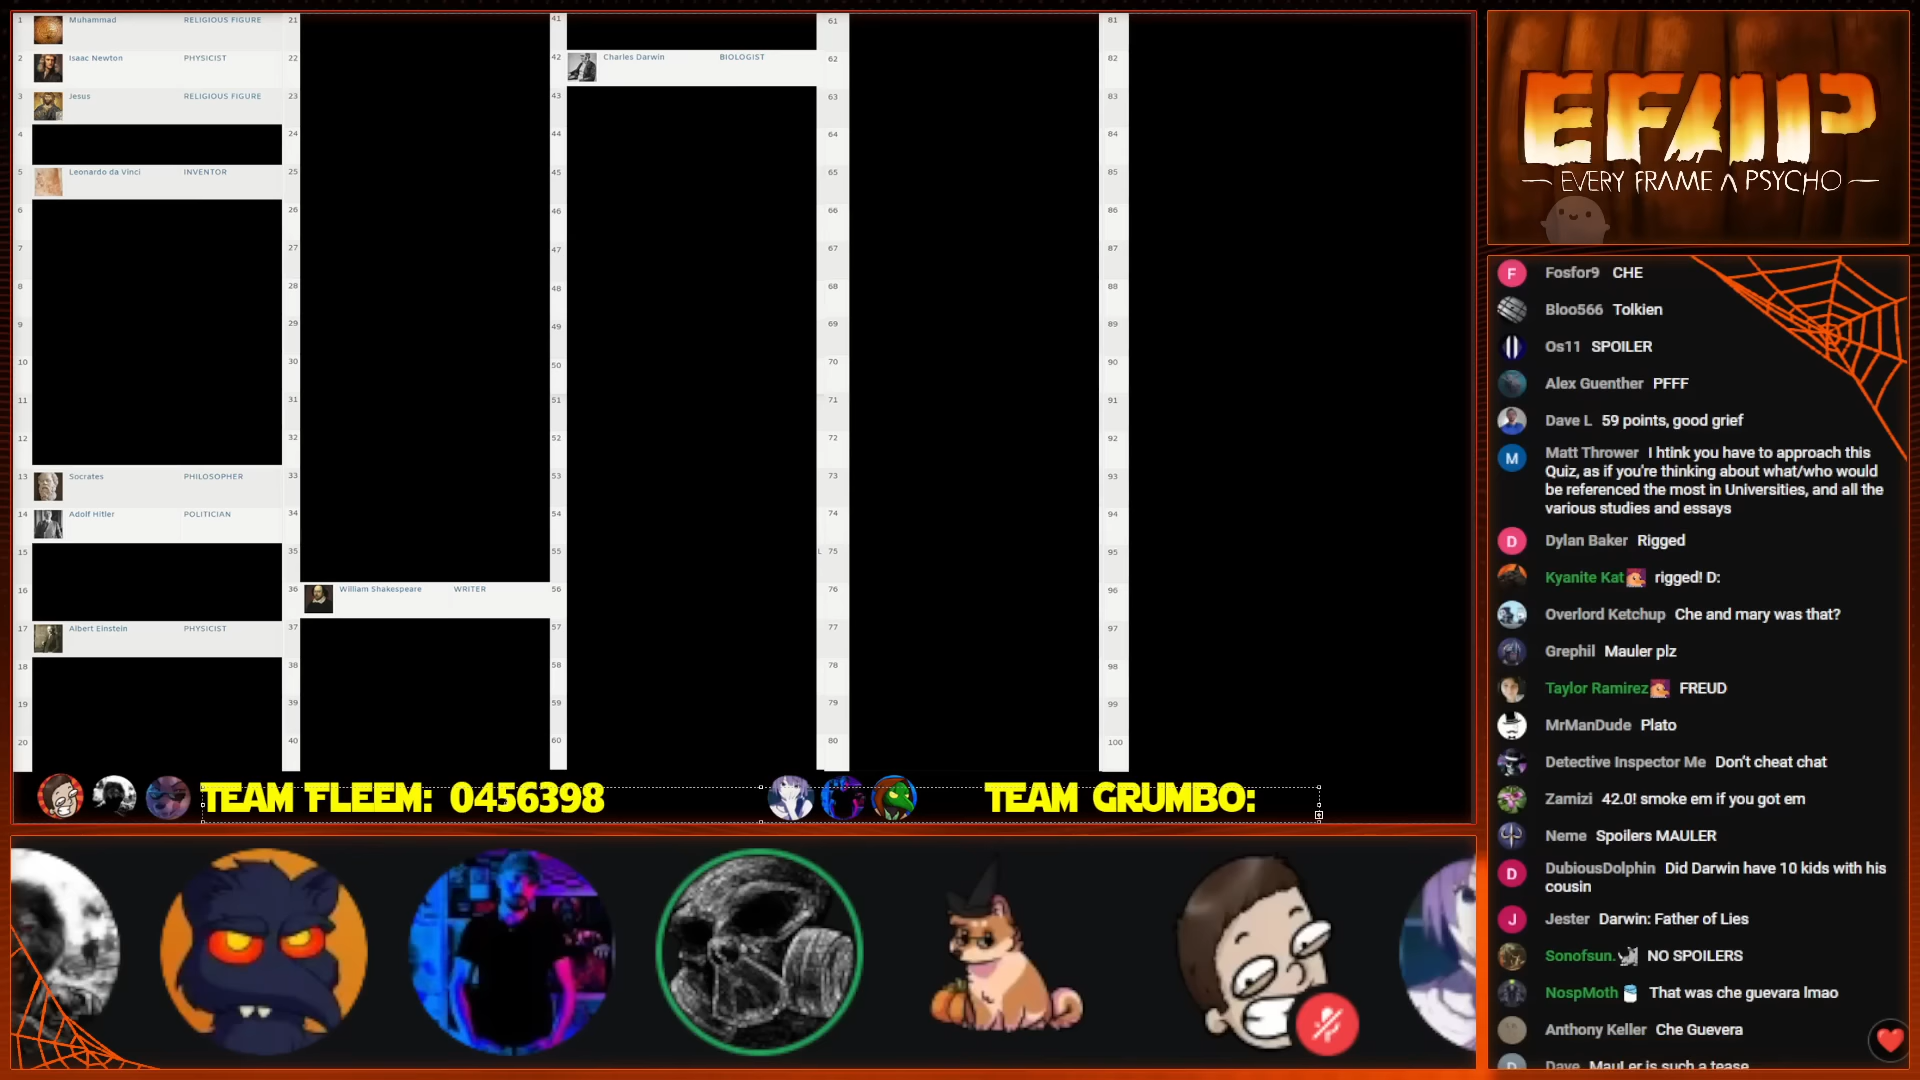 1 Muhammad RELIGIOUS FIGURE
2 Isaac Newton PHYSICIST
3 Jesus RELIGIOUS FIGURE
4
5 Leonardo da Vinci INVENTOR
6
7
8
9
10
11
12
13 Socrates PHILOSOPHER
14 Adolf Hitler POLITICIAN
15
16
17 Albert Einstein PHYSICIST
18
19
20
21
22
23
24
25
26
27
28
29
30
31
32
33
34
35
36 William Shakespeare WRITER
37
38
39
40
41
42 Charles Darwin BIOLOGIST
43
44
45
46
47
48
49
50
51
52
53
54
55
56
57
58
59
60
61
62
63
64
65
66
67
68
69
70
71
72
73
74
L 75
76
77
78
79
80
81
82
83
84
85
86
87
88
89
90
91
92
93
94
95
96
97
98
99
100
TEAM FLEEM: 0456398
TEAM GRUMBO:
EFAP
EVERY FRAME A PSYCHO
F Fosfor9 CHE
Bloo566 Tolkien
Os11 SPOILER
Alex Guenther PFFF
Dave L 59 points, good grief
M Matt Thrower I htink you have to approach this
Quiz, as if you're thinking about what/who would
be referenced the most in Universities, and all the
various studies and essays
D Dylan Baker Rigged
Kyanite Kat rigged! D:
Overlord Ketchup Che and mary was that?
Grephil Mauler plz
Taylor Ramirez FREUD
MrManDude Plato
Detective Inspector Me Don't cheat chat
Zamizi 42.0! smoke em if you got em
Neme Spoilers MAULER
D DubiousDolphin Did Darwin have 10 kids with his
cousin
J Jester Darwin: Father of Lies
Sonofsun. NO SPOILERS
NospMoth That was che guevara lmao
Anthony Keller Che Guevera
D Dave MauLer is such a tease